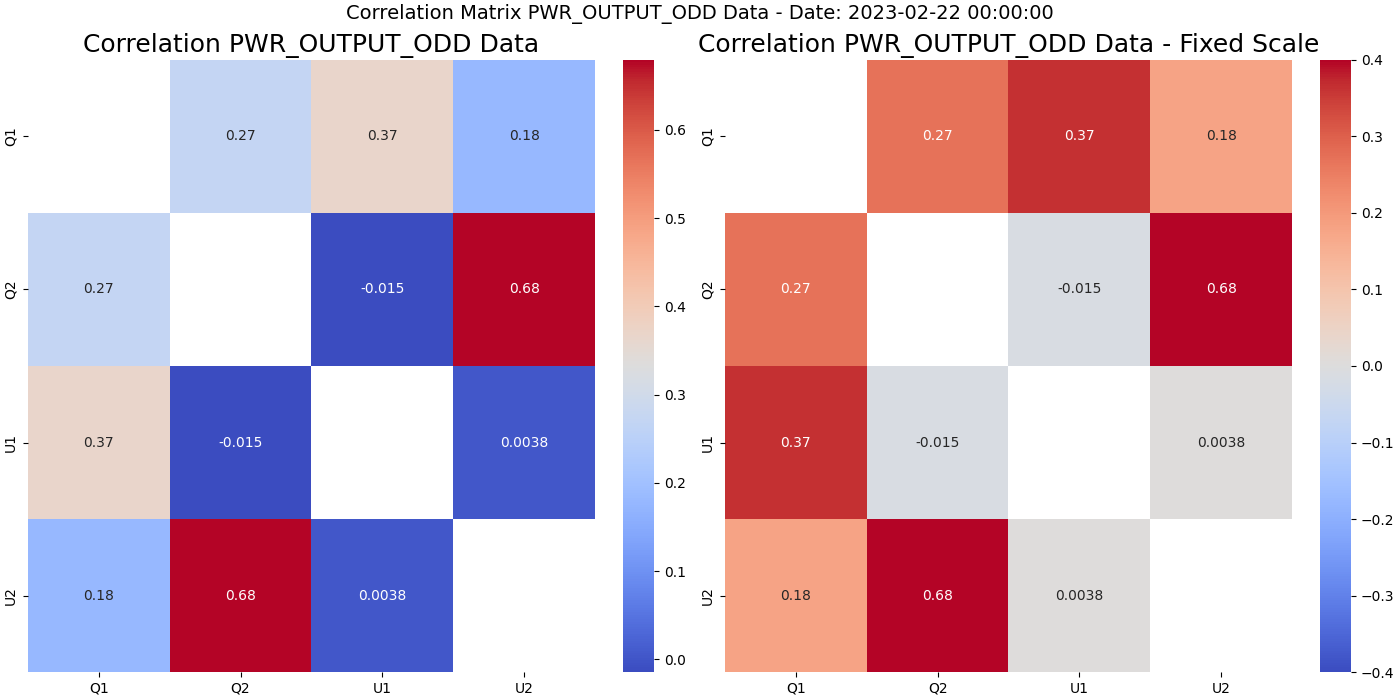 Correlation Matrix PWR_OUTPUT_ODD Data - Date: 2023-02-22 00:00:00
Correlation PWR_OUTPUT_ODD Data
Q1 0.27 0.37 0.18
Q2 0.27 -0.015 0.68
U1 0.37 -0.015 0.0038
U2 0.18 0.68 0.0038
Q1 Q2 U1 U2
0.6
0.5
0.4
0.3
0.2
0.1
0.0
Correlation PWR_OUTPUT_ODD Data - Fixed Scale
Q1 0.27 0.37 0.18
Q2 0.27 -0.015 0.68
U1 0.37 -0.015 0.0038
U2 0.18 0.68 0.0038
Q1 Q2 U1 U2
0.4
0.3
0.2
0.1
0.0
−0.1
−0.2
−0.3
−0.4